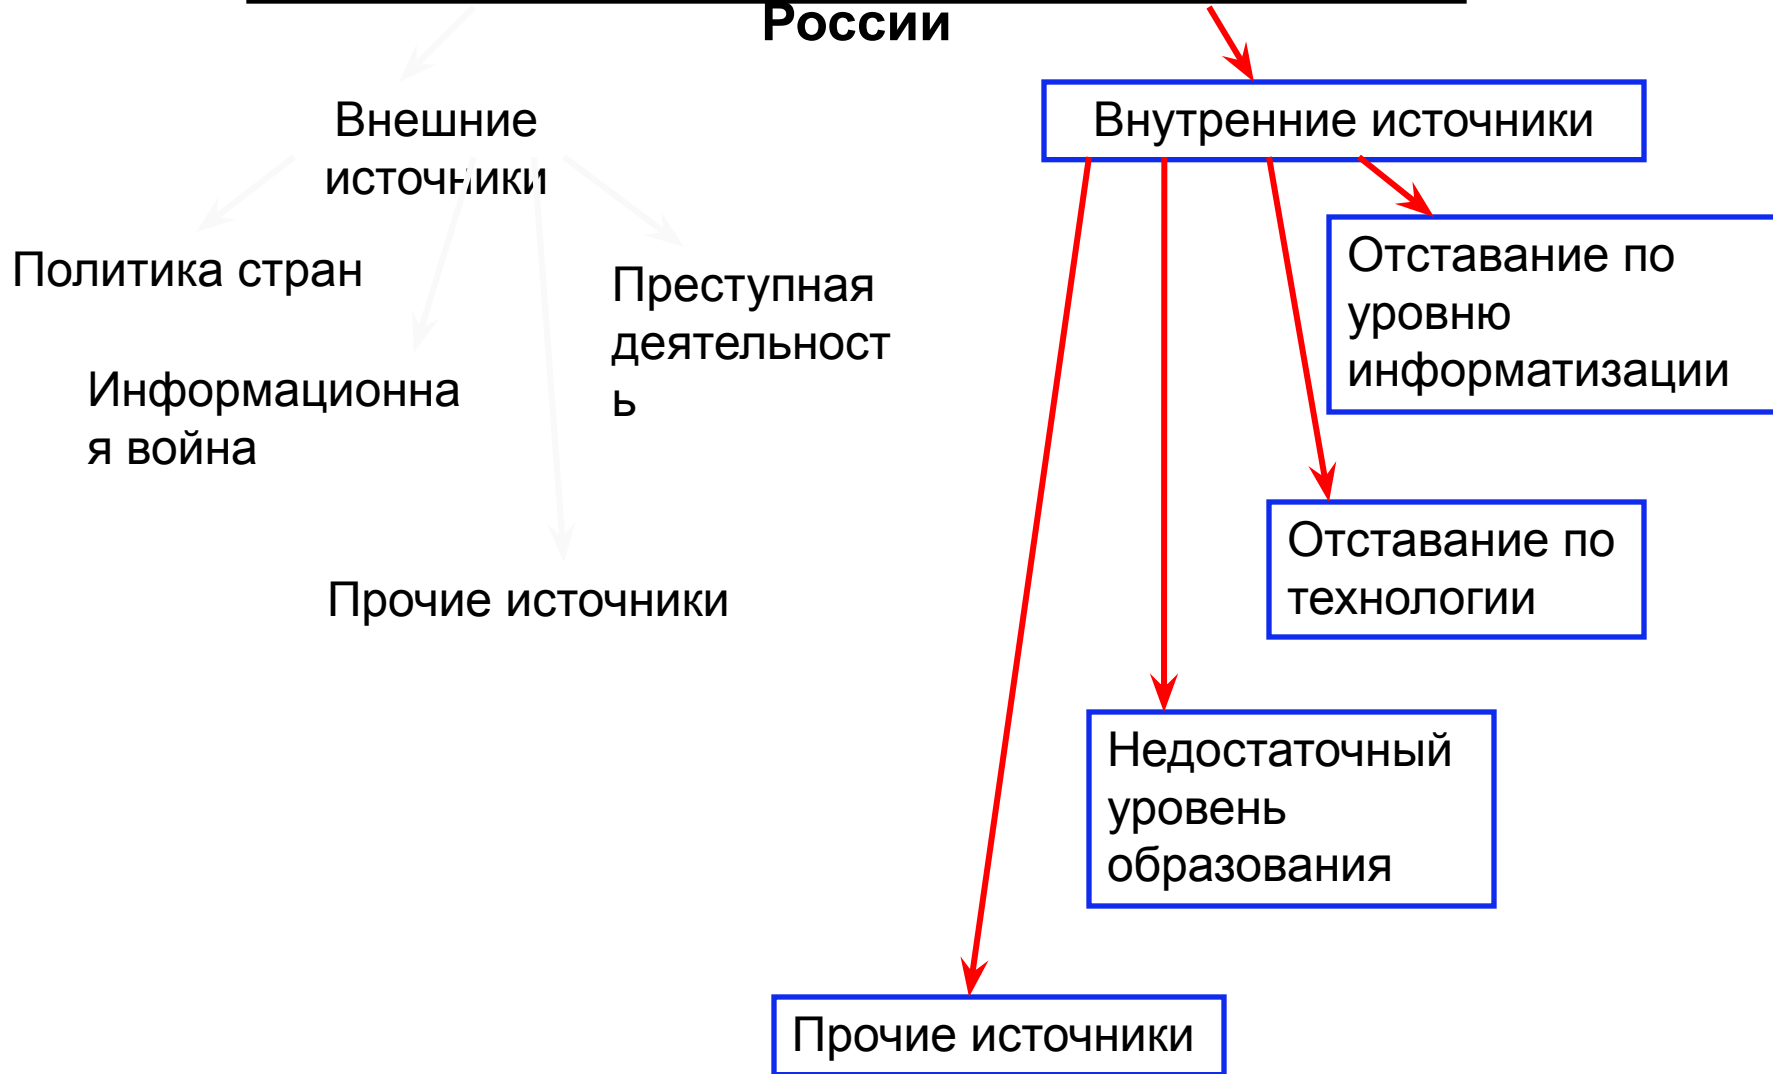 России
Внешние
источники
Политика стран
Информационна
я война
Преступная
деятельност
ь
Прочие источники
Внутренние источники
Отставание по
уровню
информатизации
Отставание по
технологии
Недостаточный
уровень
образования
Прочие источники